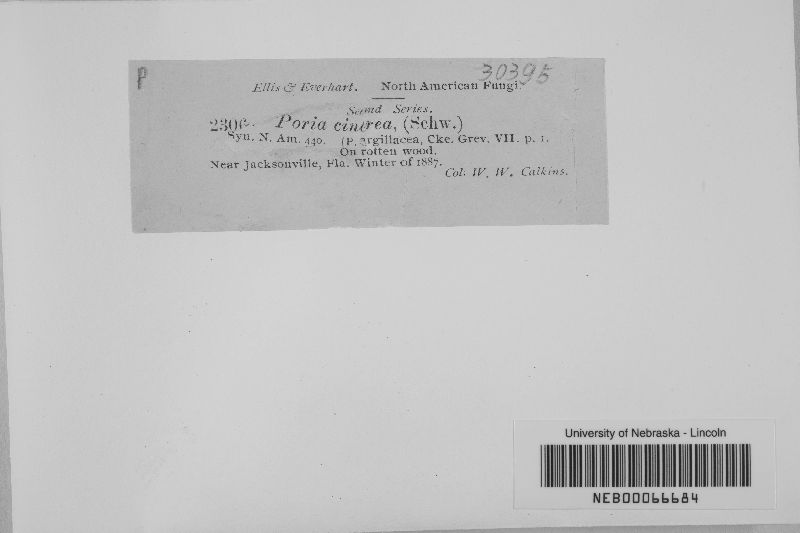 P
30395
Ellis & Everhart. North American Fungi.
Second Series.
2306. Poria cinerea, (Schw.)
Syn. N. Am. 440. (P. argillacea, Cke. Grev. VII. p. 1.
On rotten wood.
Near Jacksonville, Fla. Winter of 1887.
Col: W. W. Calkins.
University of Nebraska - Lincoln
NEB00066684